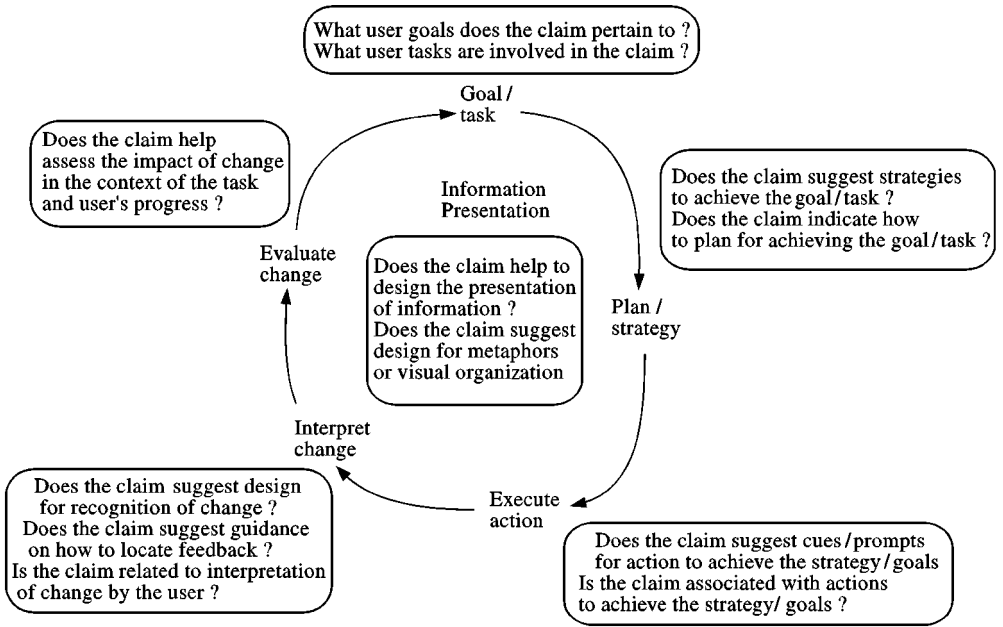 What user goals does the claim pertain to ?
What user tasks are involved in the claim ?
Goal /
task
Does the claim help
assess the impact of change
in the context of the task
and user's progress ?
Information
Presentation
Does the claim suggest strategies
to achieve the goal / task ?
Does the claim indicate how
to plan for achieving the goal / task ?
Evaluate
change
Does the claim help to
design the presentation
of information ?
Does the claim suggest
design for metaphors
or visual organization
Plan /
strategy
Interpret
change
Does the claim suggest design
for recognition of change ?
Does the claim suggest guidance
on how to locate feedback ?
Is the claim related to interpretation
of change by the user ?
Execute
action
Does the claim suggest cues / prompts
for action to achieve the strategy / goals
Is the claim associated with actions
to achieve the strategy/ goals ?